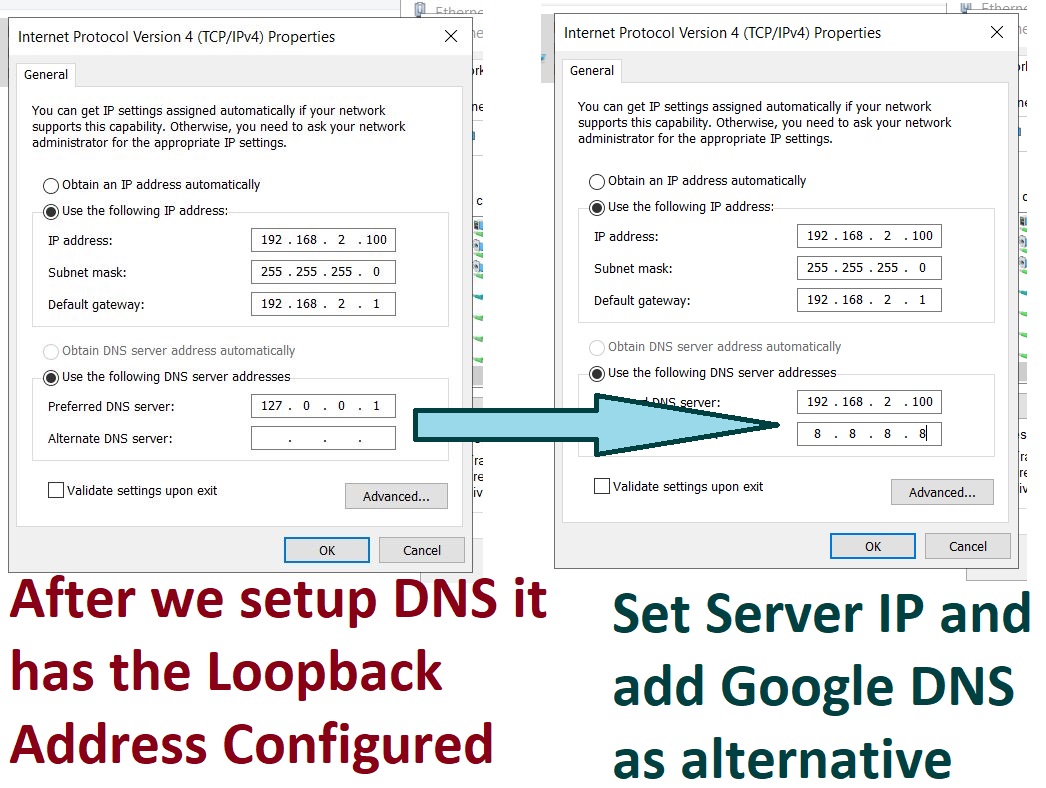 Ethernet
Internet Protocol Version 4 (TCP/IPv4) Properties
General
You can get IP settings assigned automatically if your network
supports this capability. Otherwise, you need to ask your network
administrator for the appropriate IP settings.
Obtain an IP address automatically
Use the following IP address:
IP address: 192 . 168 . 2 . 100
Subnet mask: 255 . 255 . 255 . 0
Default gateway: 192 . 168 . 2 . 1
Obtain DNS server address automatically
Use the following DNS server addresses
Preferred DNS server: 127 . 0 . 0 . 1
Alternate DNS server: . . .
Validate settings upon exit
Advanced...
OK Cancel
After we setup DNS it
has the Loopback
Address Configured
Ethernet
Internet Protocol Version 4 (TCP/IPv4) Properties
General
You can get IP settings assigned automatically if your network
supports this capability. Otherwise, you need to ask your network
administrator for the appropriate IP settings.
Obtain an IP address automatically
Use the following IP address:
IP address: 192 . 168 . 2 . 100
Subnet mask: 255 . 255 . 255 . 0
Default gateway: 192 . 168 . 2 . 1
Obtain DNS server address automatically
Use the following DNS server addresses
DNS server: 192 . 168 . 2 . 100
8 . 8 . 8 . 8
Validate settings upon exit
Advanced...
OK Cancel
Set Server IP and
add Google DNS
as alternative